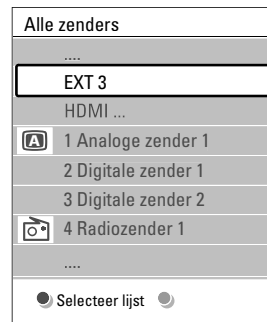 Alle zenders
....
EXT 3
HDMI ...
A 1 Analoge zender 1
2 Digitale zender 1
3 Digitale zender 2
4 Radiozender 1
....
Selecteer lijst